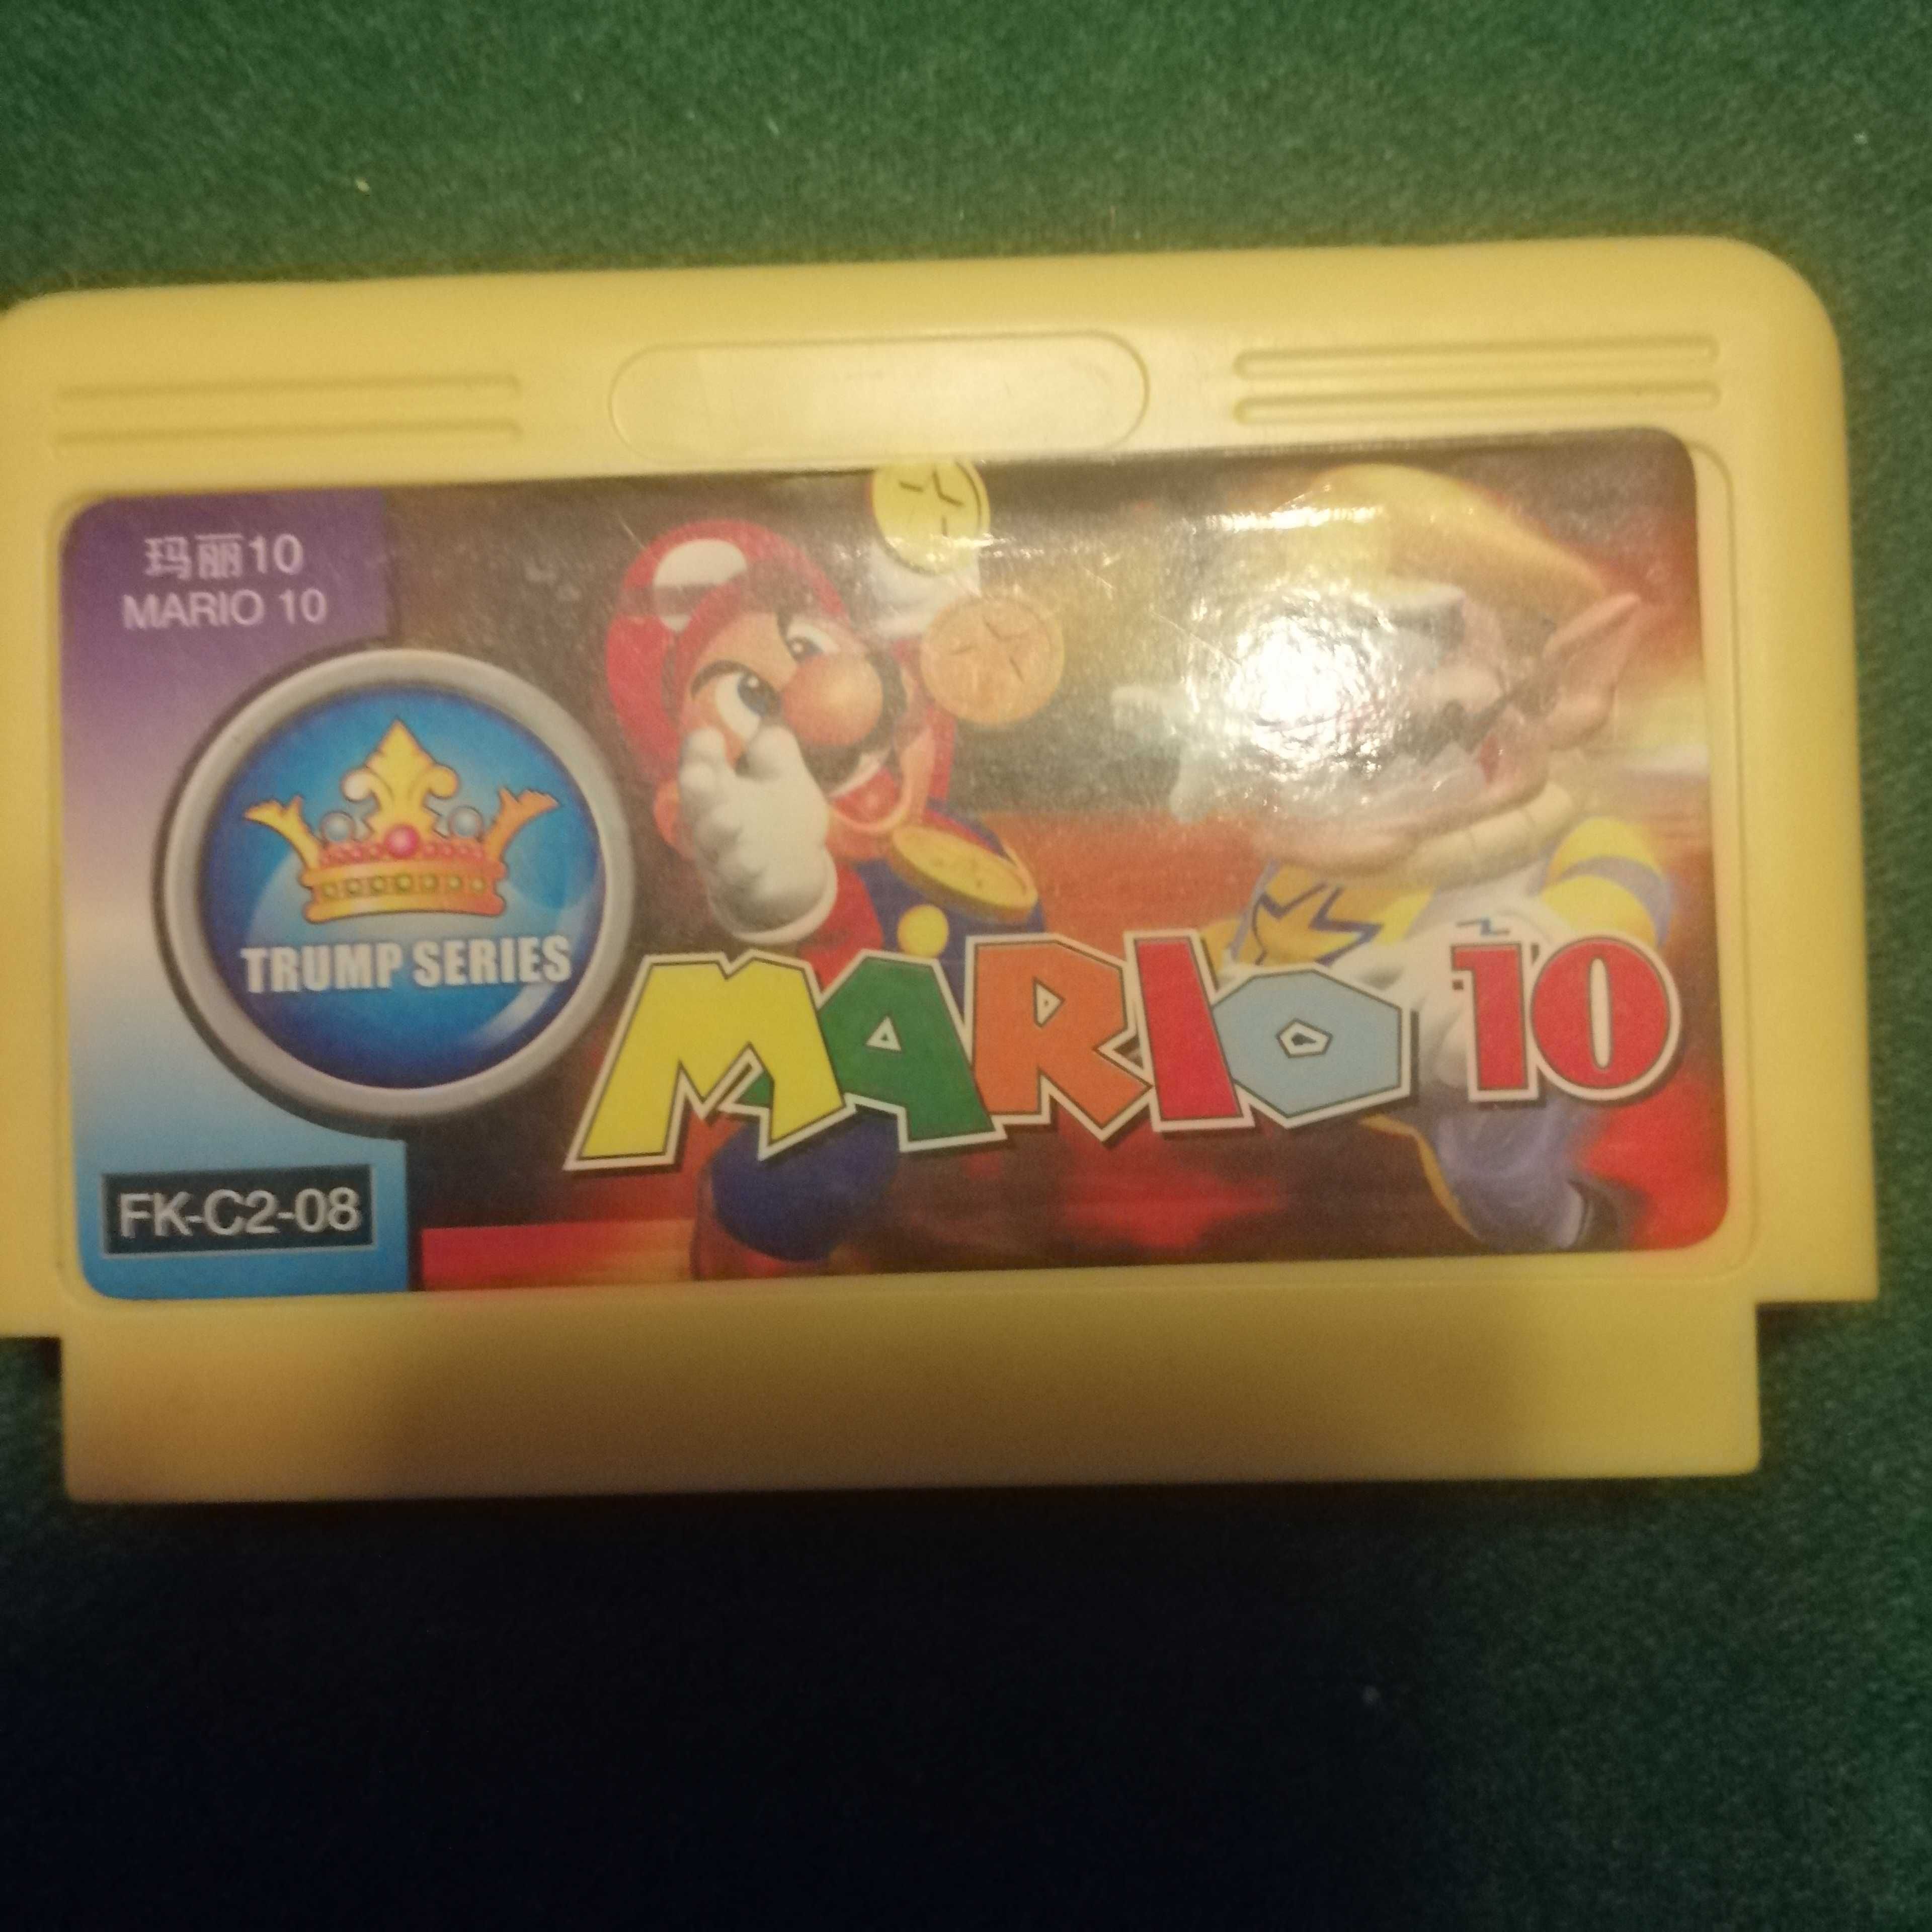 玛丽10
MARIO 10
TRUMP SERIES
MARIO 10
FK-C2-08